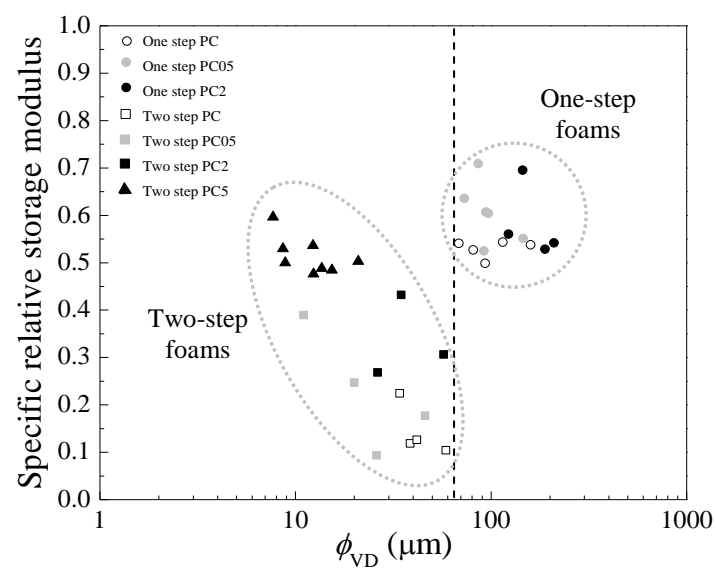 Specific relative storage modulus
1.0
0.9
0.8
0.7
0.6
0.5
0.4
0.3
0.2
0.1
0.0
One step PC
One step PC05
One step PC2
Two step PC
Two step PC05
Two step PC2
Two step PC5
One-step
foams
Two-step
foams
1
10
100
1000
ϕVD (μm)